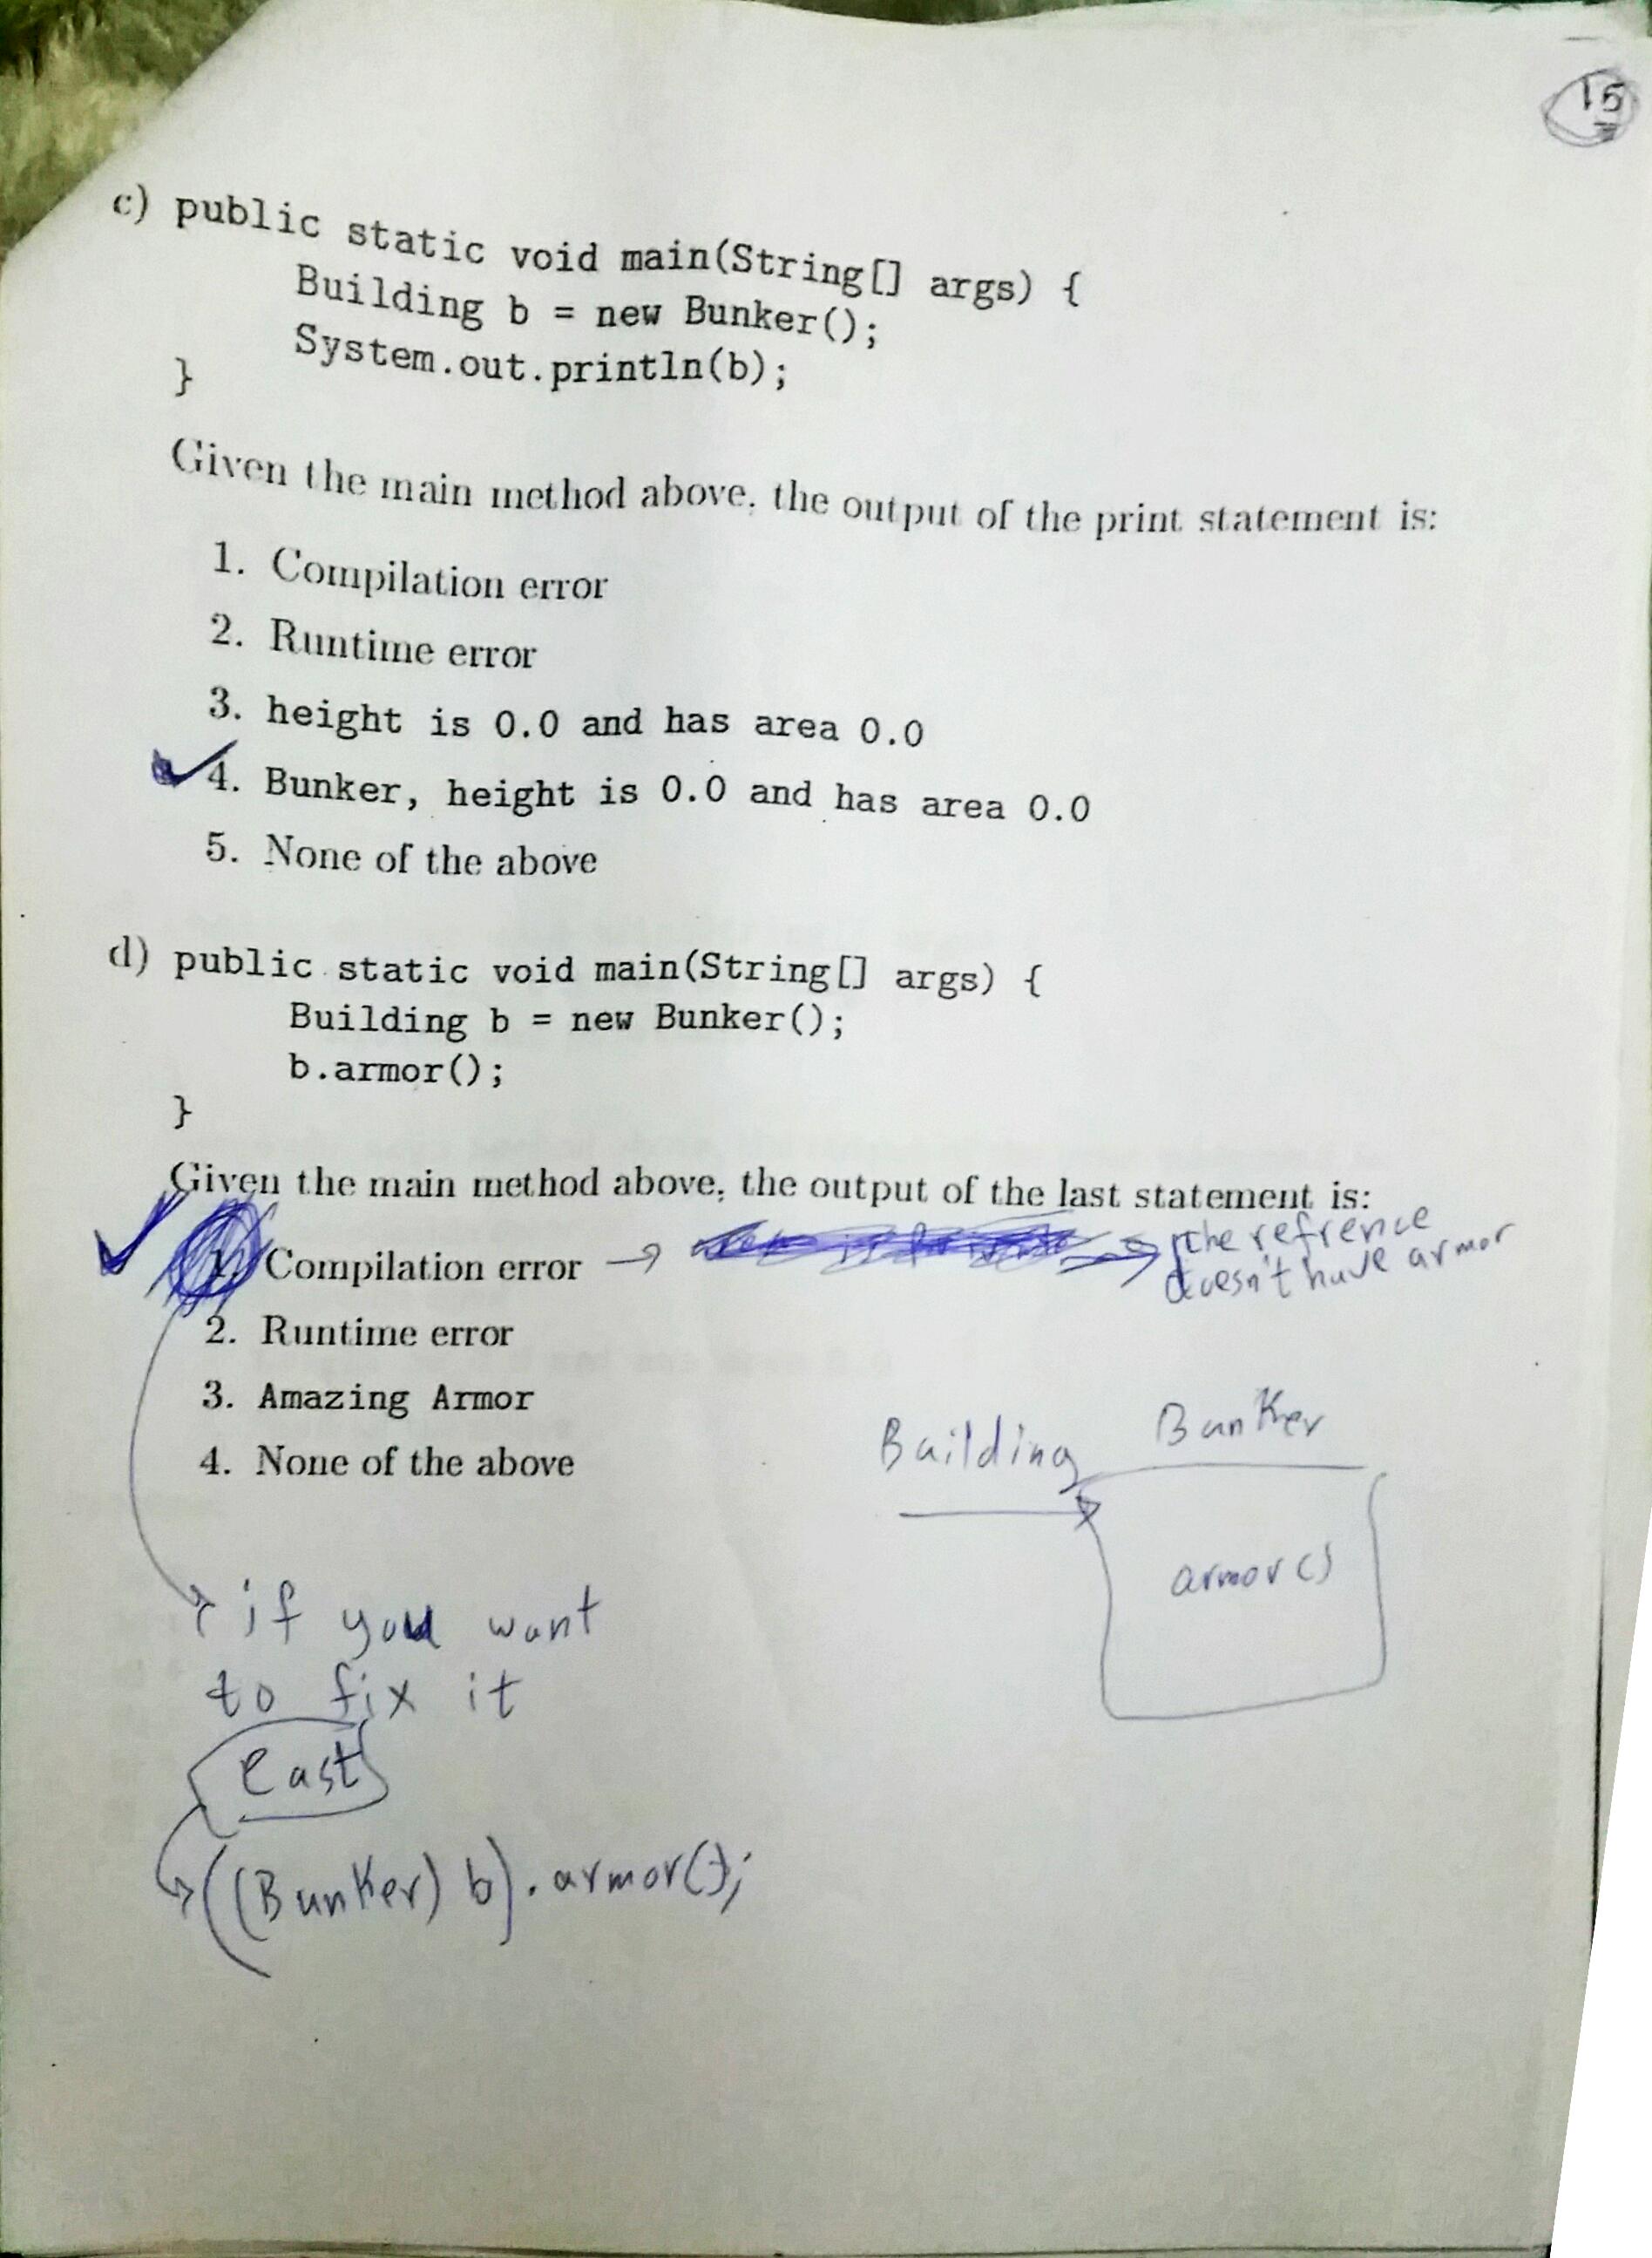 15
c) public static void main(String[] args) {
Building b = new Bunker();
System.out.println(b);
}
Given the main method above, the output of the print statement is:
1. Compilation error
2. Runtime error
3. height is 0.0 and has area 0.0
4. Bunker, height is 0.0 and has area 0.0
5. None of the above
d) public static void main(String[] args) {
Building b = new Bunker();
b.armor();
}
Given the main method above, the output of the last statement is:
1. Compilation error → the refrence
doesn't have armor
2. Runtime error
3. Amazing Armor
4. None of the above
Building Bunker
armor()
if you want
to fix it
Cast
((Bunker) b).armor();